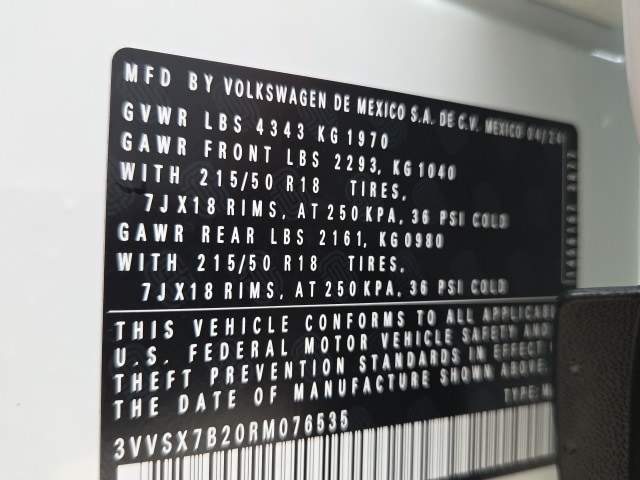 MFD BY VOLKSWAGEN DE MEXICO S.A. DE C.V. MEXICO 04/24
GVWR LBS 4343 KG 1970
GAWR FRONT LBS 2293, KG 1040
WITH 215/50 R18 TIRES,
7JX18 RIMS, AT 250 KPA, 36 PSI COLD
GAWR REAR LBS 2161, KG 0980
WITH 215/50 R18 TIRES,
7JX18 RIMS, AT 250 KPA, 36 PSI COLD
THIS VEHICLE CONFORMS TO ALL APPLICABL
U.S. FEDERAL MOTOR VEHICLE SAFETY AND
THEFT PREVENTION STANDARDS IN EFFECT
THE DATE OF MANUFACTURE SHOWN ABOVE.
TYPE:
3VVSX7B20RM076535